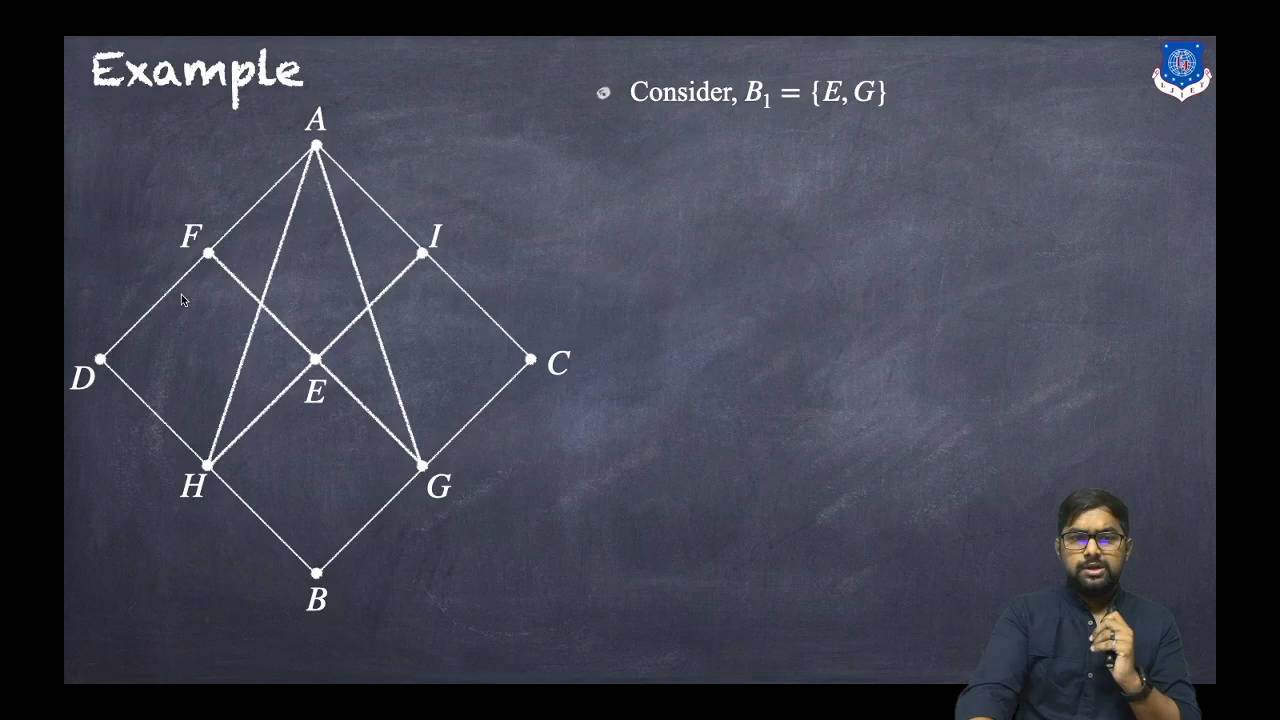 Example
Consider, B₁ = {E, G}
A
F
I
D
E
C
H
G
B
L J I E T